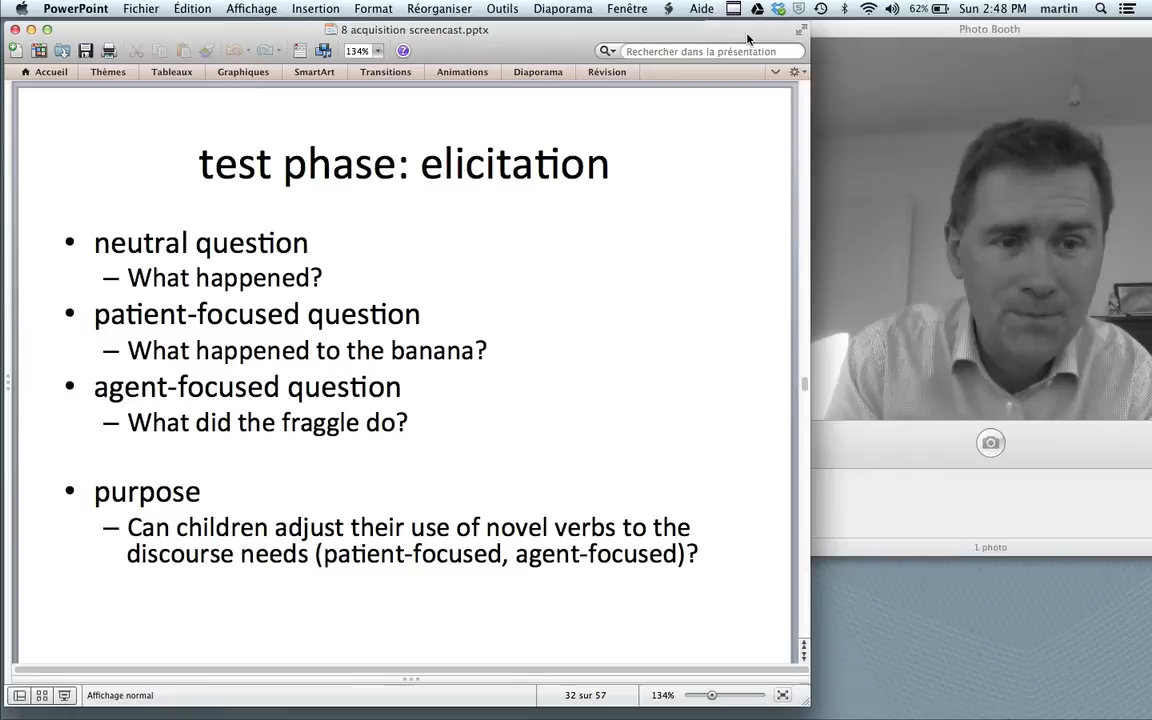 PowerPoint Fichier Édition Affichage Insertion Format Réorganiser Outils Diaporama Fenêtre Aide 62% Sun 2:48 PM martin
8 acquisition screencast.pptx
Photo Booth
134% Rechercher dans la présentation
Accueil Thèmes Tableaux Graphiques SmartArt Transitions Animations Diaporama Révision
test phase: elicitation
• neutral question
– What happened?
• patient-focused question
– What happened to the banana?
• agent-focused question
– What did the fraggle do?
• purpose
– Can children adjust their use of novel verbs to the
discourse needs (patient-focused, agent-focused)?
1 photo
Affichage normal 32 sur 57 134%